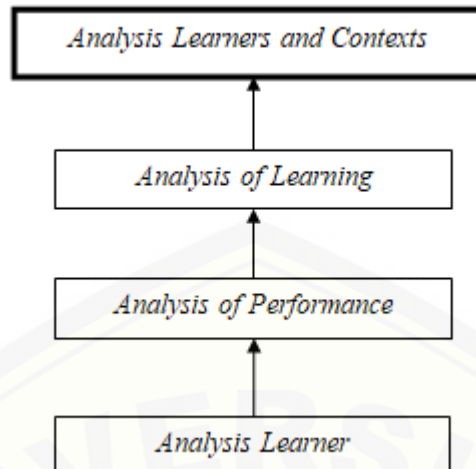 Analysis Learners and Contexts
Analysis of Learning
Analysis of Performance
Analysis Learner